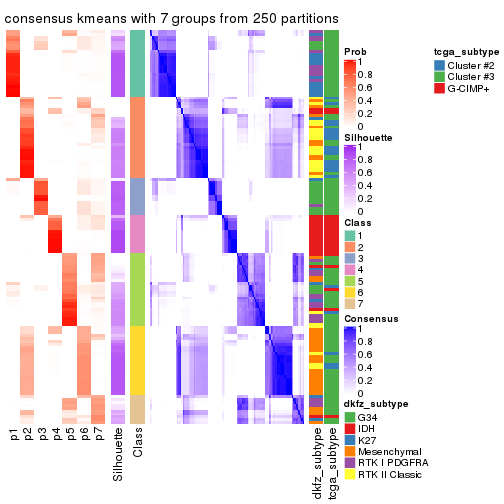 consensus kmeans with 7 groups from 250 partitions
p1
p2
p3
p4
p5
p6
p7
Silhouette
Class
dkfz_subtype
tcga_subtype
Prob
1
0.8
0.6
0.4
0.2
0
Silhouette
1
0.8
0.6
0.4
0.2
0
Class
1
2
3
4
5
6
7
Consensus
1
0.8
0.6
0.4
0.2
0
dkfz_subtype
G34
IDH
K27
Mesenchymal
RTK I PDGFRA
RTK II Classic
tcga_subtype
Cluster #2
Cluster #3
G-CIMP+